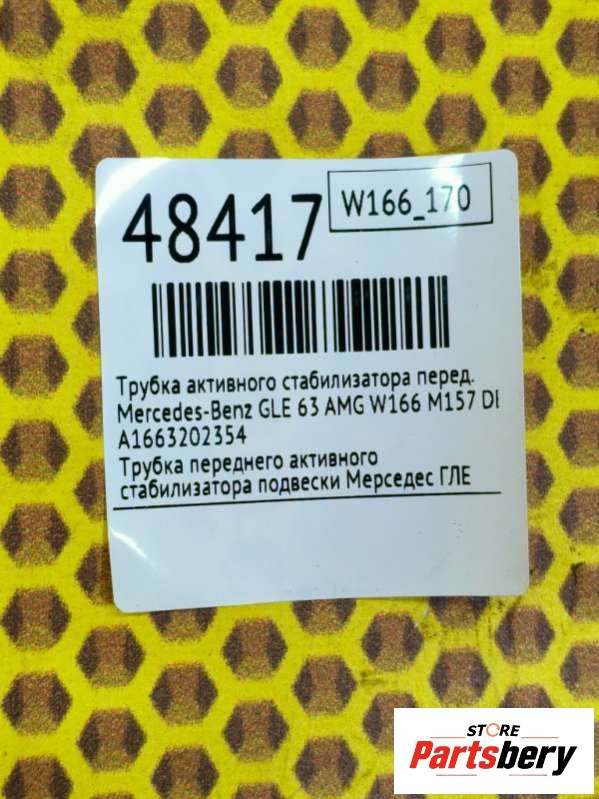 48417
W166_170
Трубка активного стабилизатора перед.
Mercedes-Benz GLE 63 AMG W166 M157 DE
A1663202354
Трубка переднего активного
стабилизатора подвески Мерседес ГЛЕ
STORE
Partsbery